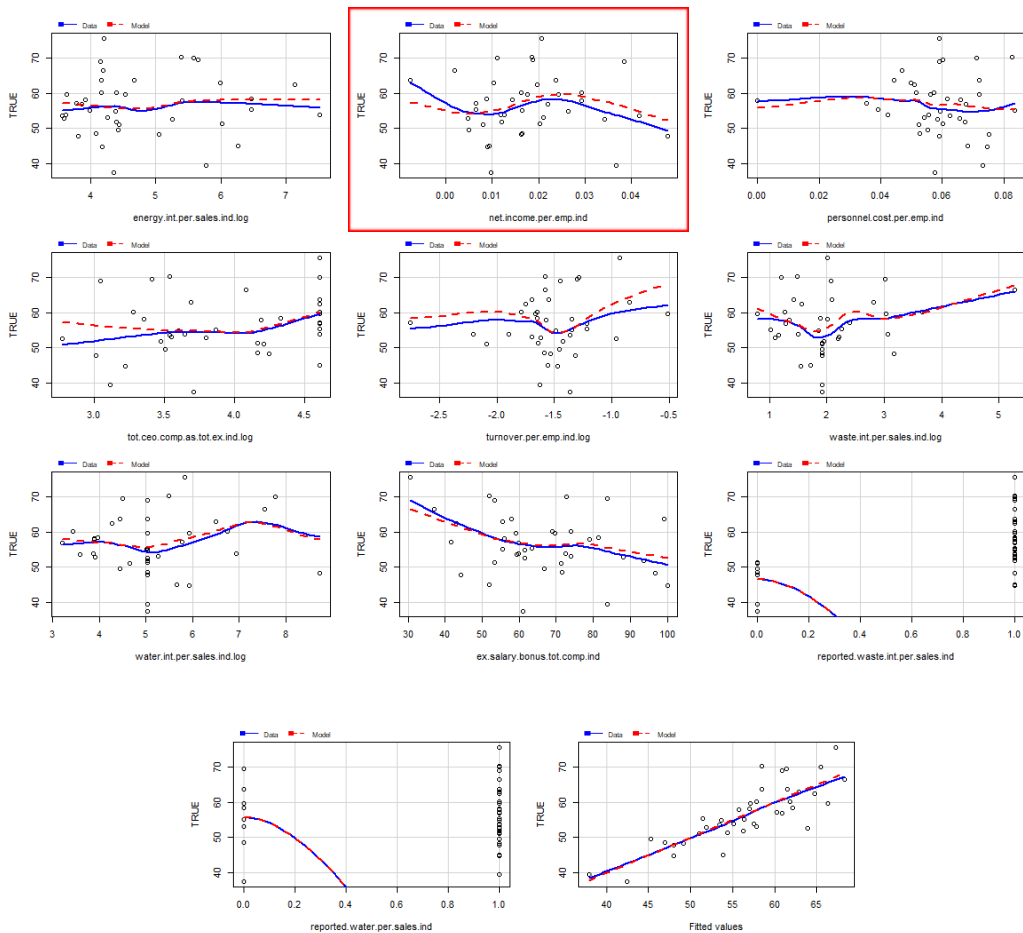 Data Model
TRUE
70
60
50
40
4 5 6 7
energy.int.per.sales.ind.log
Data Model
TRUE
70
60
50
40
0.00 0.01 0.02 0.03 0.04
net.income.per.emp.ind
Data Model
TRUE
70
60
50
40
0.00 0.02 0.04 0.06 0.08
personnel.cost.per.emp.ind
Data Model
TRUE
70
60
50
40
3.0 3.5 4.0 4.5
tot.ceo.comp.as.tot.ex.ind.log
Data Model
TRUE
70
60
50
40
-2.5 -2.0 -1.5 -1.0 -0.5
turnover.per.emp.ind.log
Data Model
TRUE
70
60
50
40
1 2 3 4 5
waste.int.per.sales.ind.log
Data Model
TRUE
70
60
50
40
3 4 5 6 7 8
water.int.per.sales.ind.log
Data Model
TRUE
70
60
50
40
30 40 50 60 70 80 90 100
ex.salary.bonus.tot.comp.ind
Data Model
TRUE
70
60
50
40
0.0 0.2 0.4 0.6 0.8 1.0
reported.waste.int.per.sales.ind
Data Model
TRUE
70
60
50
40
0.0 0.2 0.4 0.6 0.8 1.0
reported.water.per.sales.ind
Data Model
TRUE
70
60
50
40
40 45 50 55 60 65
Fitted values